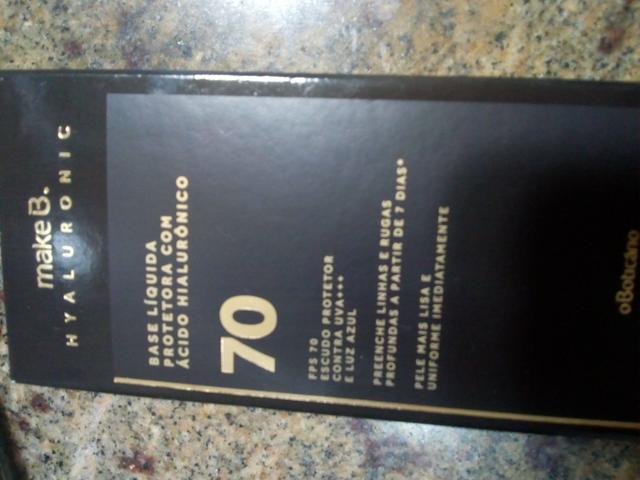 make B.
HYALURONIC
BASE LÍQUIDA
PROTETORA COM
ÁCIDO HIALURÔNICO
70
FPS 70
ESCUDO PROTETOR
CONTRA UVA+++
E LUZ AZUL
PREENCHE LINHAS E RUGAS
PROFUNDAS A PARTIR DE 7 DIAS*
PELE MAIS LISA E
UNIFORME IMEDIATAMENTE
oBoticário